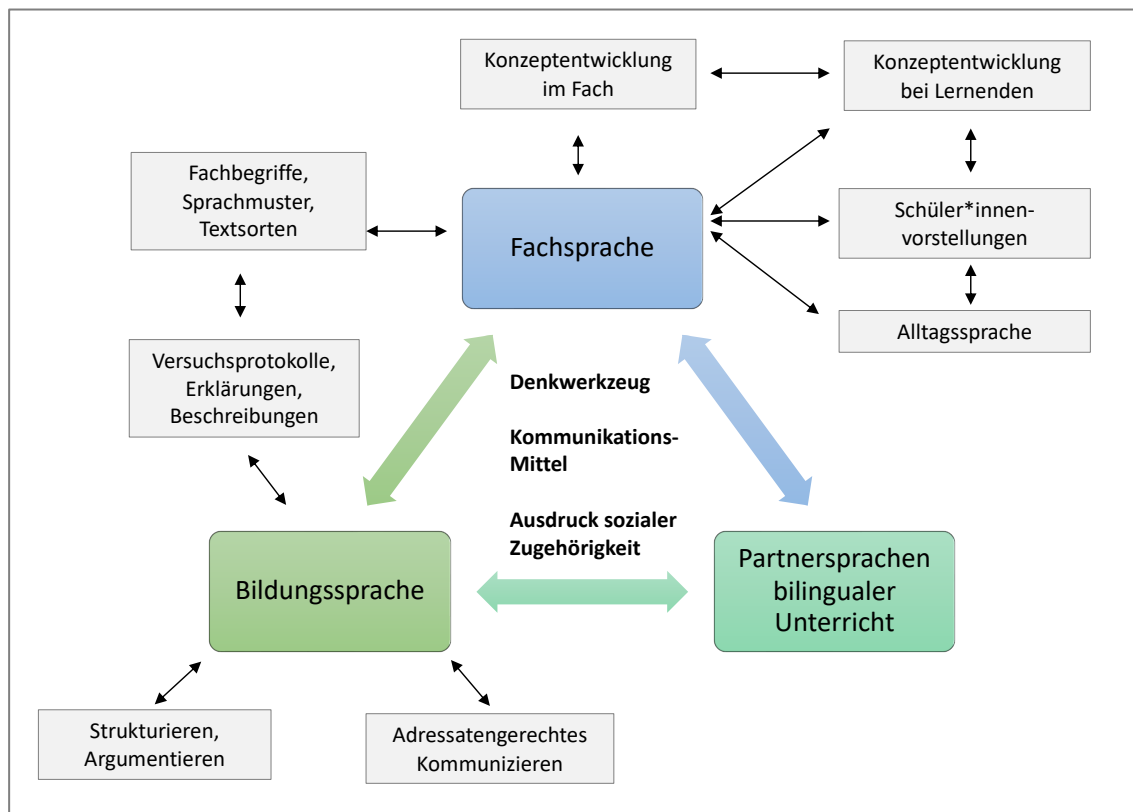 Konzeptentwicklung
im Fach
Konzeptentwicklung
bei Lernenden
Fachbegriffe,
Sprachmuster,
Textsorten
Fachsprache
Schüler*innen-
vorstellungen
Alltagssprache
Versuchsprotokolle,
Erklärungen,
Beschreibungen
Denkwerkzeug
Kommunikations-
Mittel
Ausdruck sozialer
Zugehörigkeit
Bildungssprache
Partnersprachen
bilingualer
Unterricht
Strukturieren,
Argumentieren
Adressatengerechtes
Kommunizieren